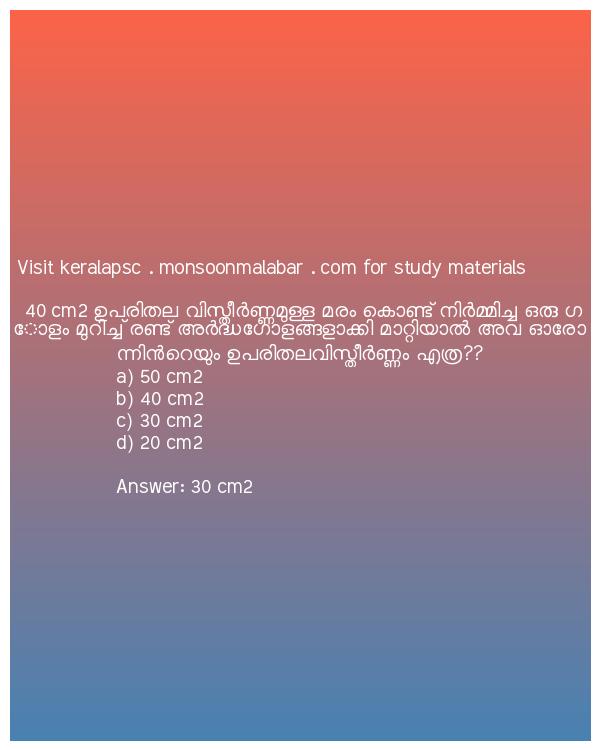 Visit keralapsc . monsoonmalabar . com for study materials
40 cm2 ഉപരിതല വിസ്തീർണ്ണമുള്ള മരം കൊണ്ട് നിർമ്മിച്ച ഒരു ഗ
ോളം മുറിച്ച് രണ്ട് അർദ്ധഗോളങ്ങളാക്കി മാറ്റിയാൽ അവ ഓരോ
ന്നിൻറെയും ഉപരിതലവിസ്തീർണ്ണം എത്ര??
a) 50 cm2
b) 40 cm2
c) 30 cm2
d) 20 cm2
Answer: 30 cm2